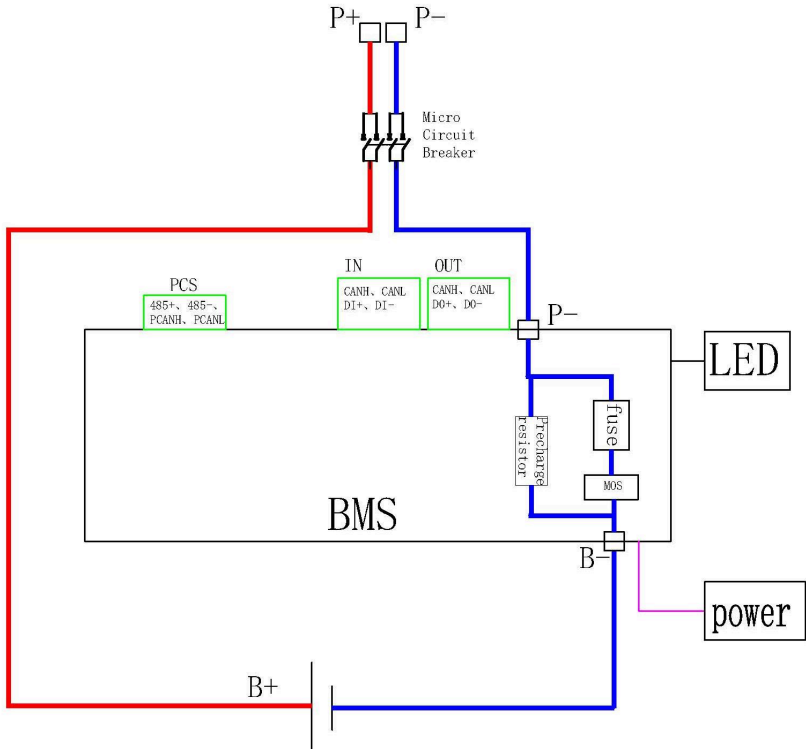 P+ P-
Micro
Circuit
Breaker
PCS
485+、485-、
PCANH、PCANL
IN
CANH、CANL
DI+、DI-
OUT
CANH、CANL
DO+、DO-
P-
LED
Precharge
resistor
fuse
MOS
BMS
B-
power
B+